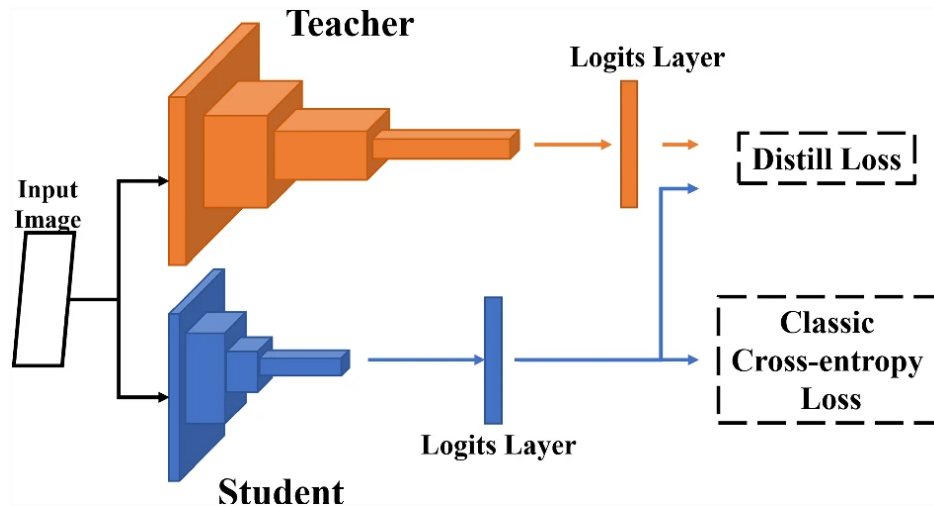 Teacher
Logits Layer
Distill Loss
Input
Image
Classic
Cross-entropy
Loss
Logits Layer
Student